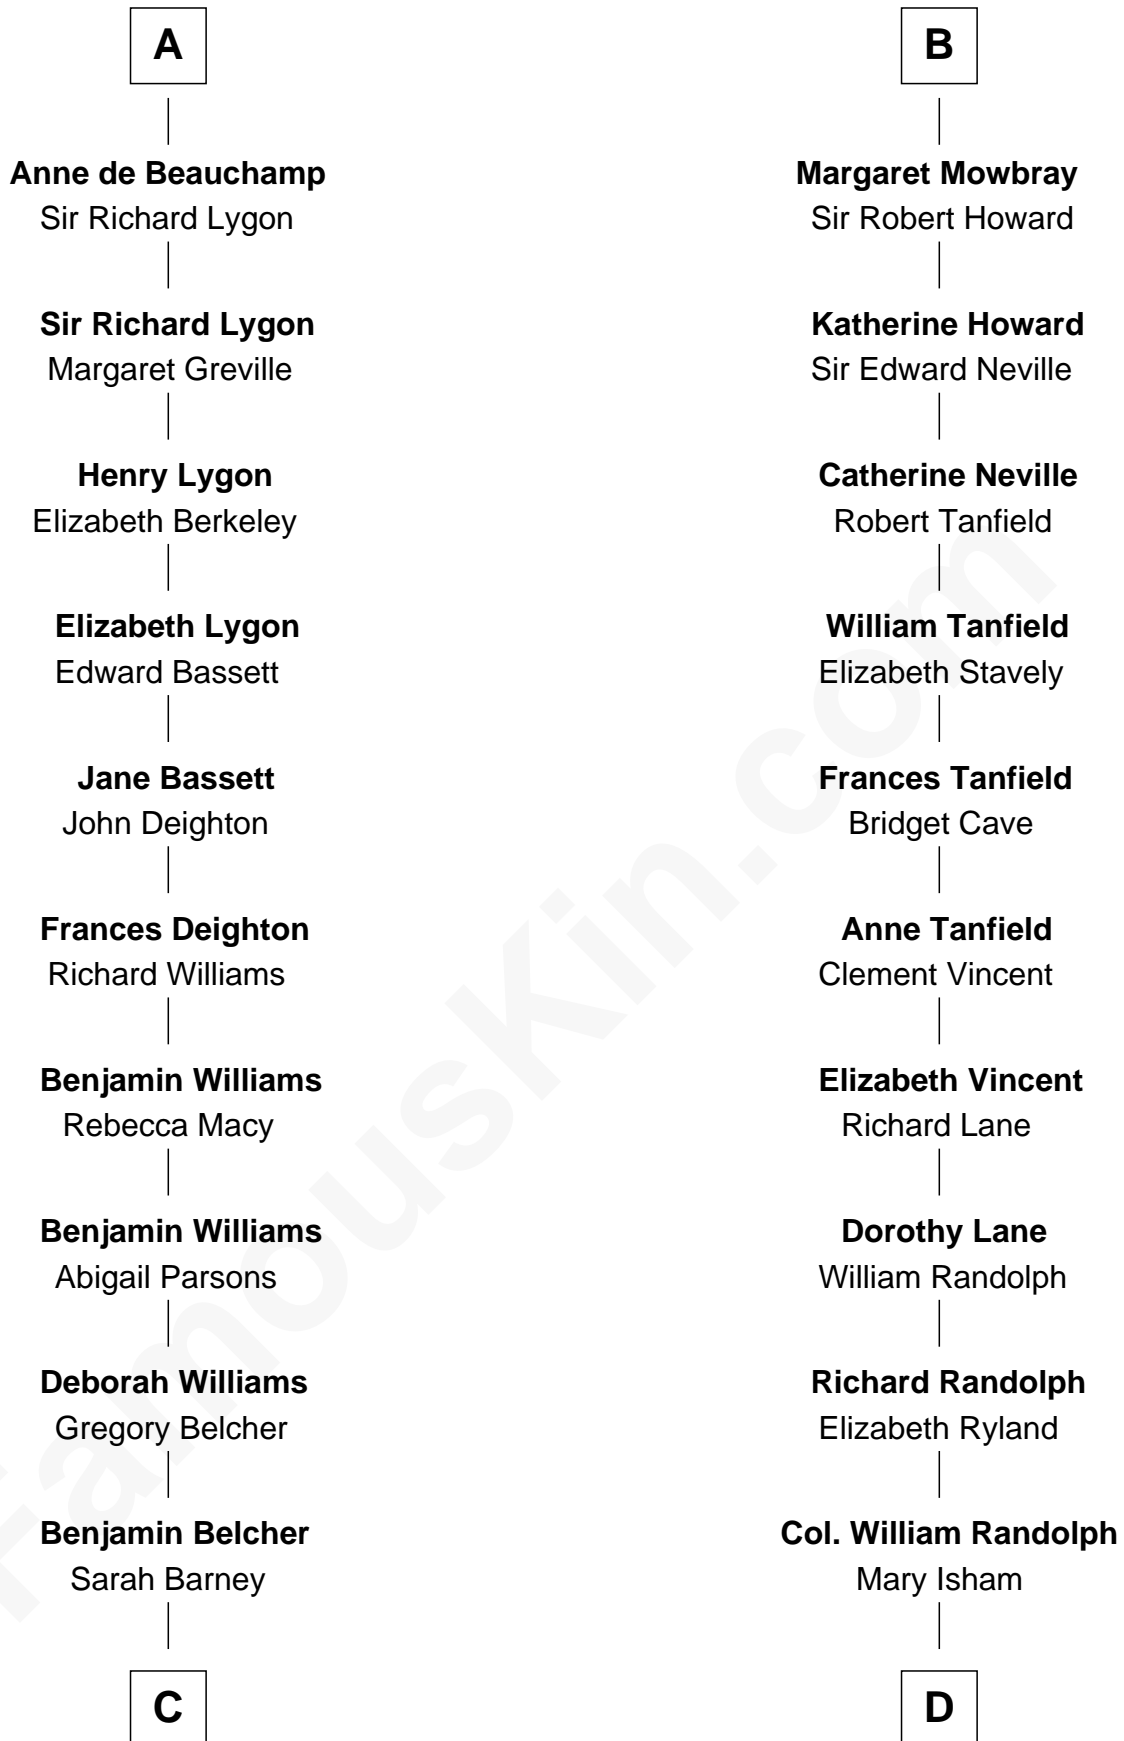 A
Anne de Beauchamp
Sir Richard Lygon
Sir Richard Lygon
Margaret Greville
Henry Lygon
Elizabeth Berkeley
Elizabeth Lygon
Edward Bassett
Jane Bassett
John Deighton
Frances Deighton
Richard Williams
Benjamin Williams
Rebecca Macy
Benjamin Williams
Abigail Parsons
Deborah Williams
Gregory Belcher
Benjamin Belcher
Sarah Barney
C
B
Margaret Mowbray
Sir Robert Howard
Katherine Howard
Sir Edward Neville
Catherine Neville
Robert Tanfield
William Tanfield
Elizabeth Stavely
Frances Tanfield
Bridget Cave
Anne Tanfield
Clement Vincent
Elizabeth Vincent
Richard Lane
Dorothy Lane
William Randolph
Richard Randolph
Elizabeth Ryland
Col. William Randolph
Mary Isham
D
FamousKin.com